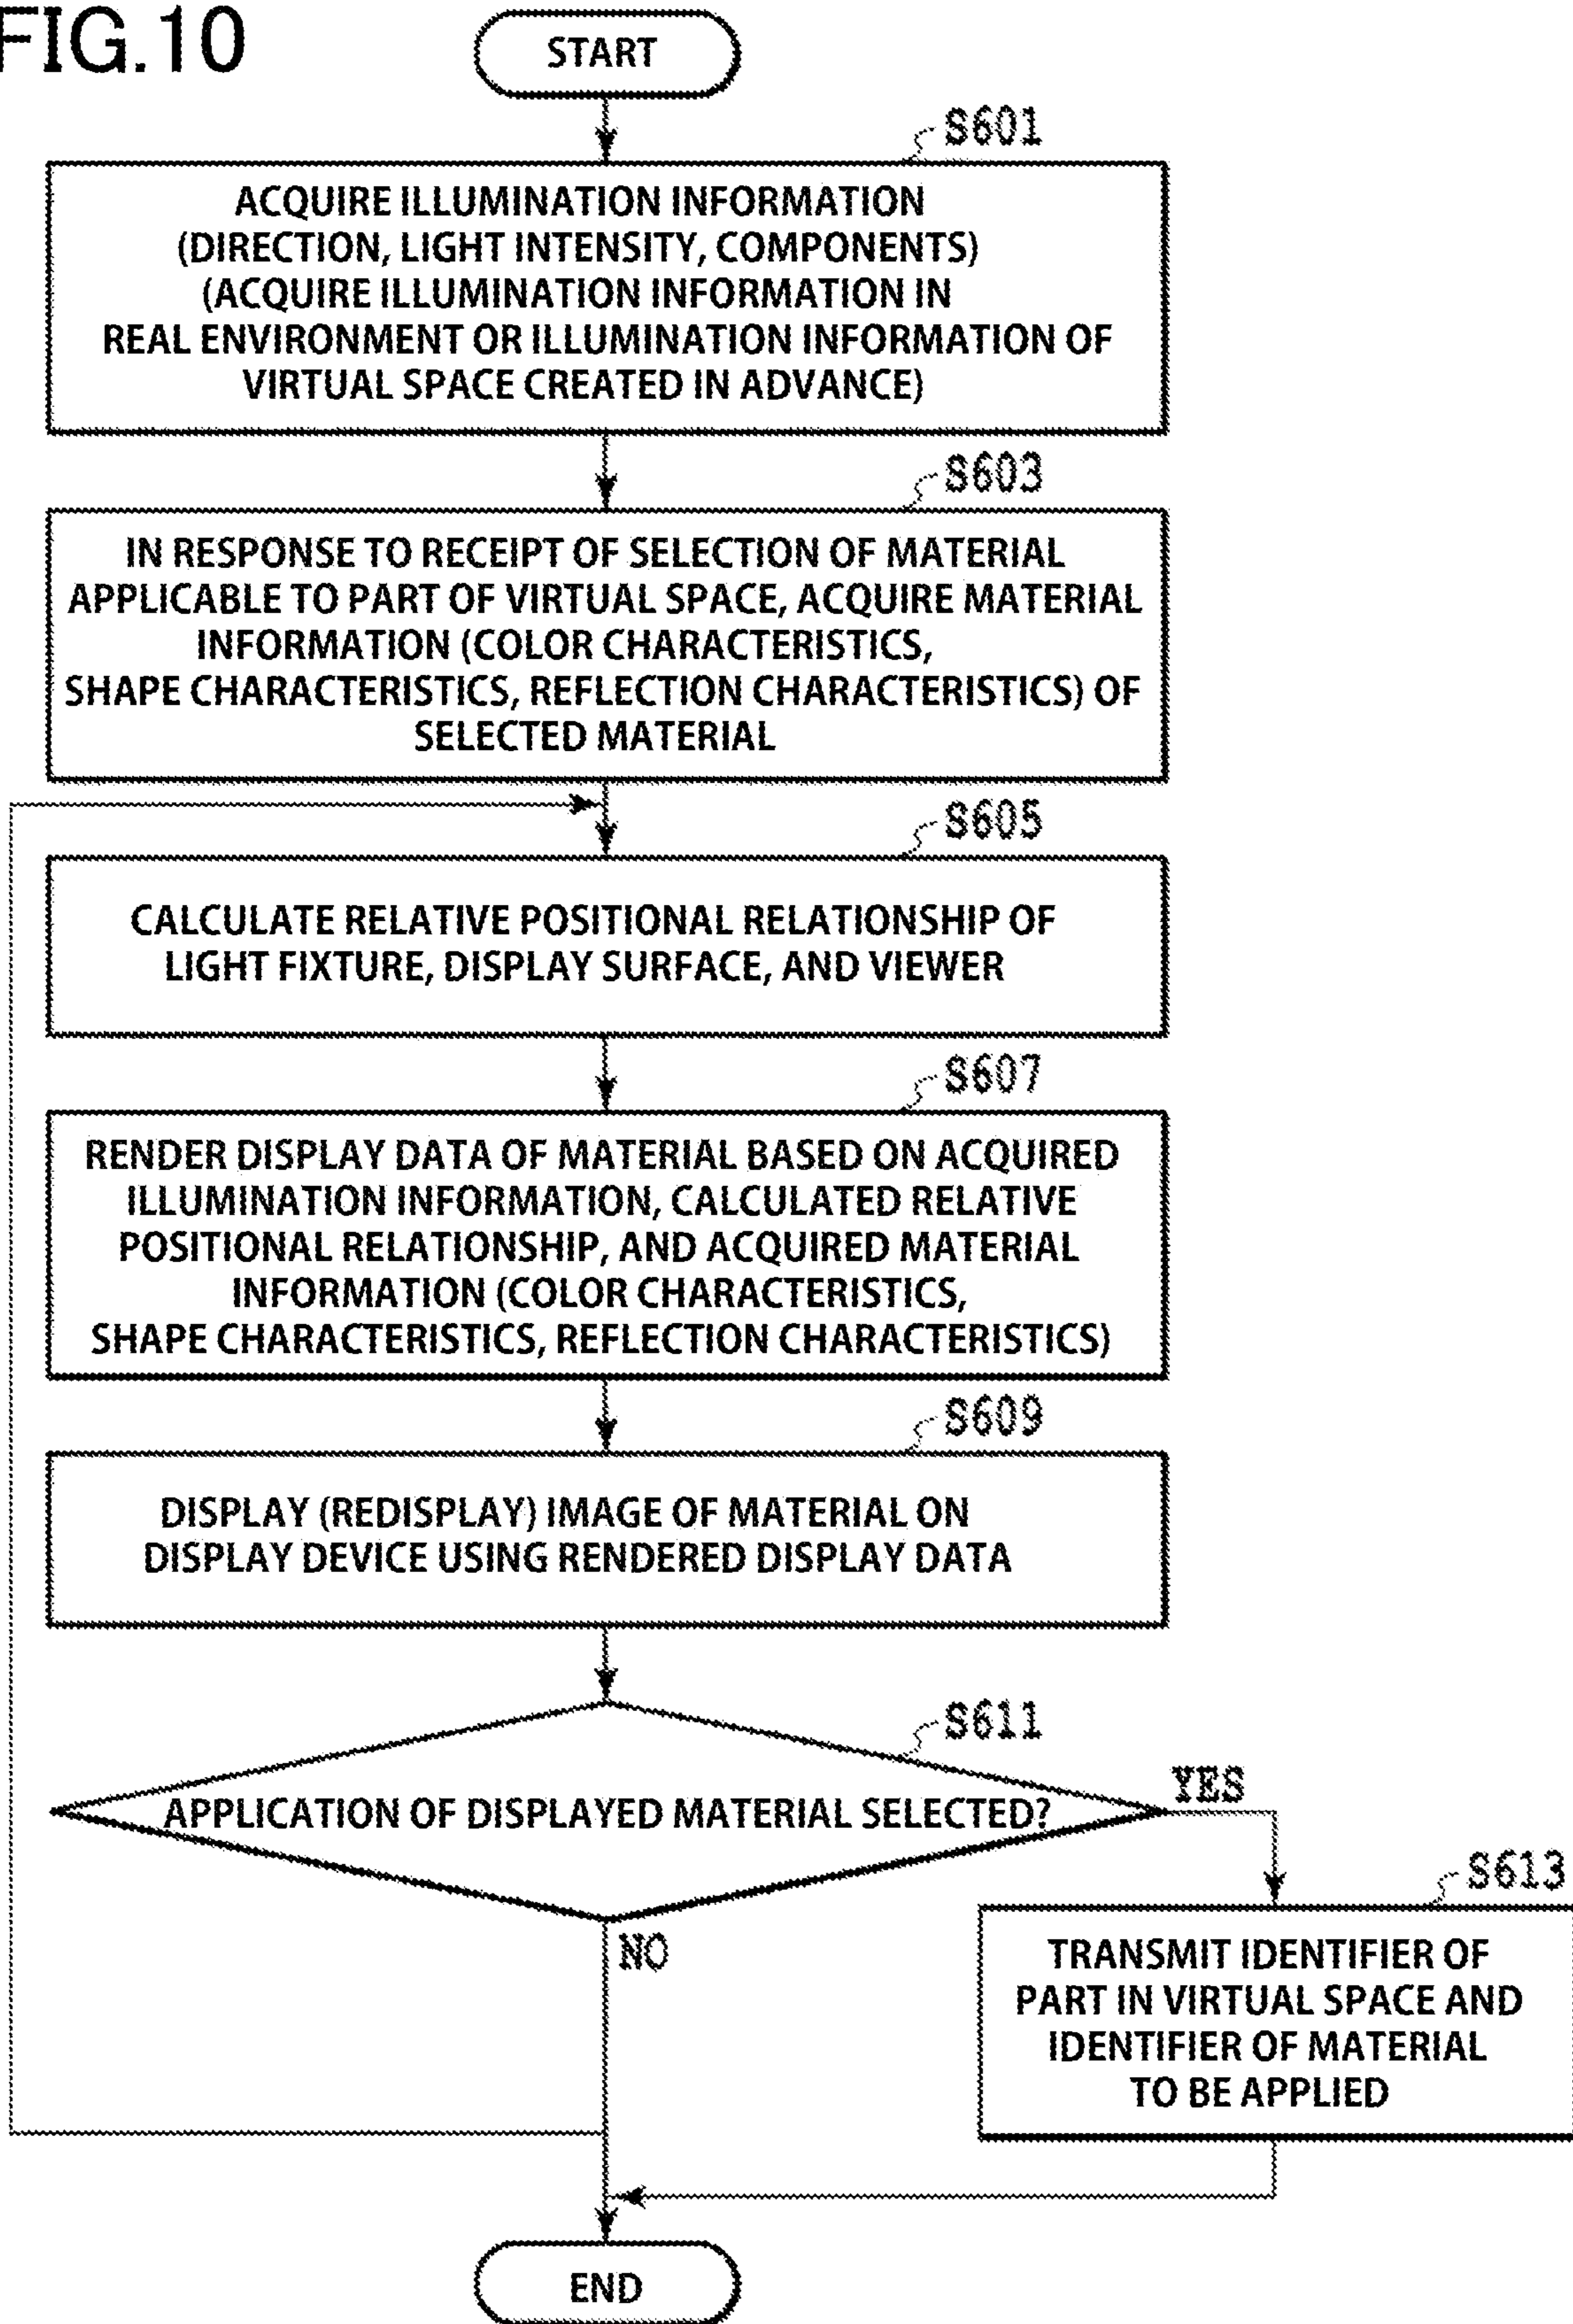 FIG.10
START
S601
ACQUIRE ILLUMINATION INFORMATION
(DIRECTION, LIGHT INTENSITY, COMPONENTS)
(ACQUIRE ILLUMINATION INFORMATION IN
REAL ENVIRONMENT OR ILLUMINATION INFORMATION OF
VIRTUAL SPACE CREATED IN ADVANCE)
S603
IN RESPONSE TO RECEIPT OF SELECTION OF MATERIAL
APPLICABLE TO PART OF VIRTUAL SPACE, ACQUIRE MATERIAL
INFORMATION (COLOR CHARACTERISTICS,
SHAPE CHARACTERISTICS, REFLECTION CHARACTERISTICS) OF
SELECTED MATERIAL
S605
CALCULATE RELATIVE POSITIONAL RELATIONSHIP OF
LIGHT FIXTURE, DISPLAY SURFACE, AND VIEWER
S607
RENDER DISPLAY DATA OF MATERIAL BASED ON ACQUIRED
ILLUMINATION INFORMATION, CALCULATED RELATIVE
POSITIONAL RELATIONSHIP, AND ACQUIRED MATERIAL
INFORMATION (COLOR CHARACTERISTICS,
SHAPE CHARACTERISTICS, REFLECTION CHARACTERISTICS)
S609
DISPLAY (REDISPLAY) IMAGE OF MATERIAL ON
DISPLAY DEVICE USING RENDERED DISPLAY DATA
S611
APPLICATION OF DISPLAYED MATERIAL SELECTED?
YES
NO
S613
TRANSMIT IDENTIFIER OF
PART IN VIRTUAL SPACE AND
IDENTIFIER OF MATERIAL
TO BE APPLIED
END